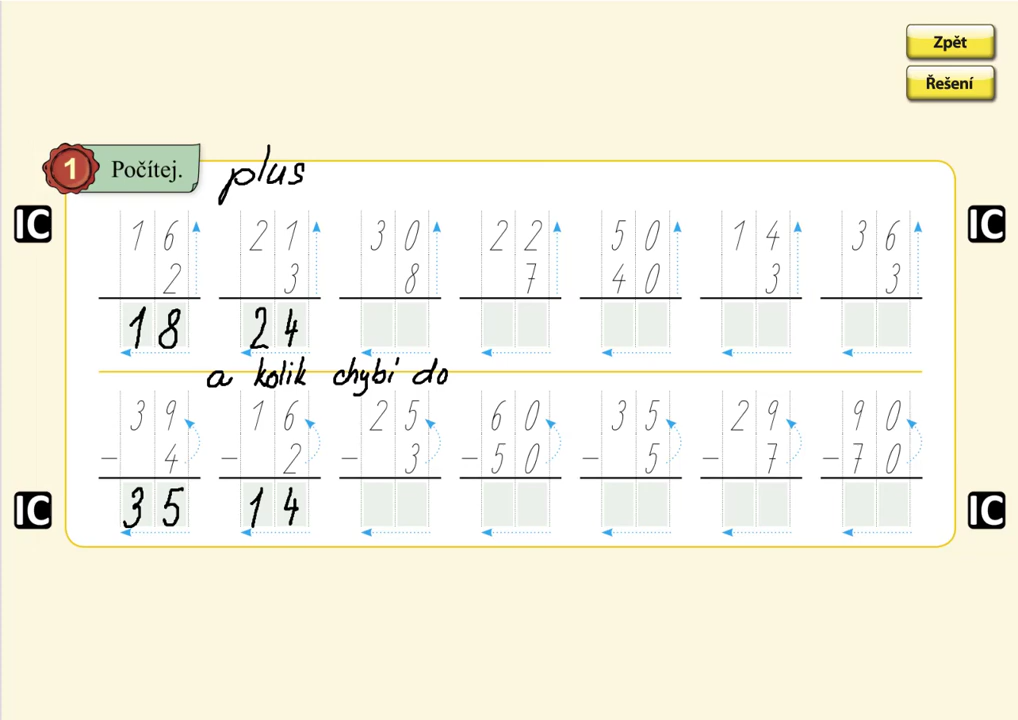 Zpět
Řešení
1 Počítej. plus
IC IC
16 21 30 22 50 14 36
2 3 8 7 40 3 3
18 24
a kolik chybí do
39 16 25 60 35 29 90
- 4 - 2 - 3 - 50 - 5 - 7 - 70
35 14
IC IC